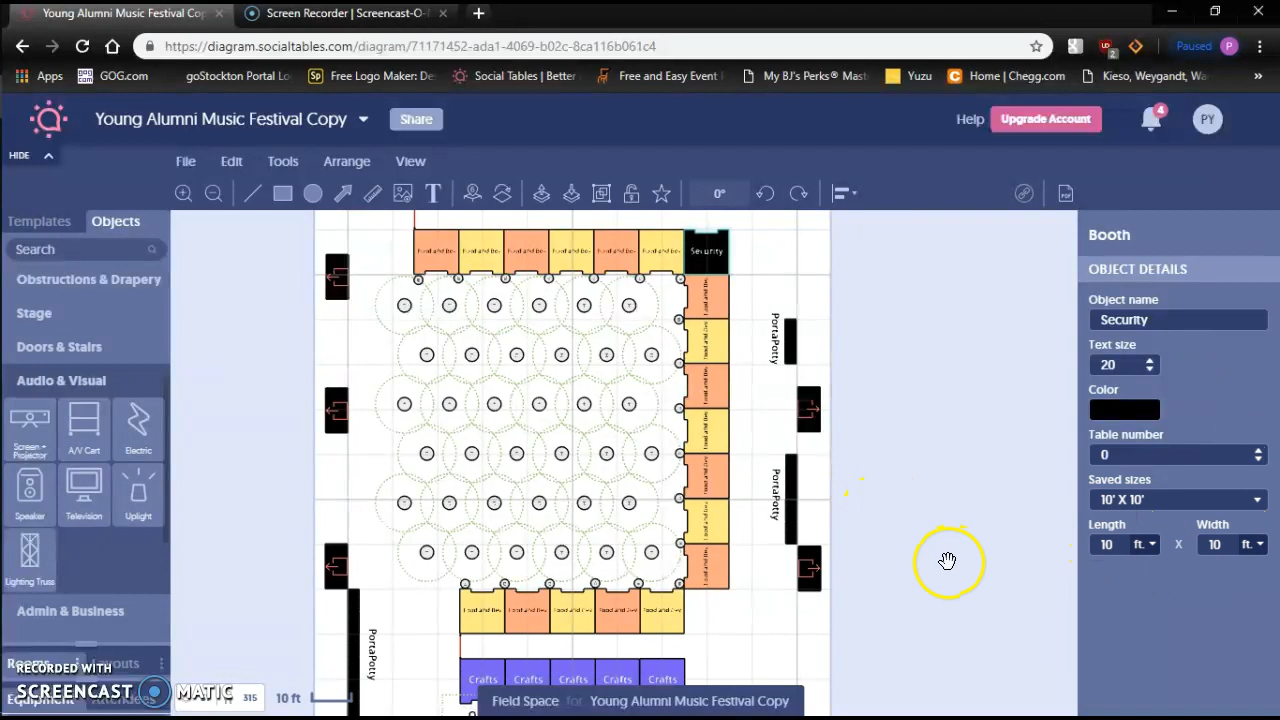 Young Alumni Music Festival Cop
Screen Recorder | Screencast-O-
https://diagram.socialtables.com/diagram/71171452-ada1-4069-b02c-8ca116b061c4
Paused P
Apps
GOG.com
goStockton Portal Lo
Free Logo Maker: De
Social Tables | Better
Free and Easy Event
My BJ's Perks® Mast
Yuzu
Home | Chegg.com
Kieso, Weygandt, Wa
»
Young Alumni Music Festival Copy
Share
Help
Upgrade Account
4
PY
HIDE
File Edit Tools Arrange View
0°
Templates Objects
Search
Obstructions & Drapery
Stage
Doors & Stairs
Audio & Visual
Screen + Projector
A/V Cart
Electric
Speaker
Television
Uplight
Lighting Truss
Admin & Business
Rooms
Layouts
Equipment
Attendees
RECORDED WITH
SCREENCAST MATIC
315
10 ft
Security
PortaPotty
PortaPotty
PortaPotty
Crafts Crafts Crafts Crafts Crafts
Field Space for Young Alumni Music Festival Copy
Booth
OBJECT DETAILS
Object name
Security
Text size
20
Color
Table number
0
Saved sizes
10' X 10'
Length Width
10 ft. X 10 ft.